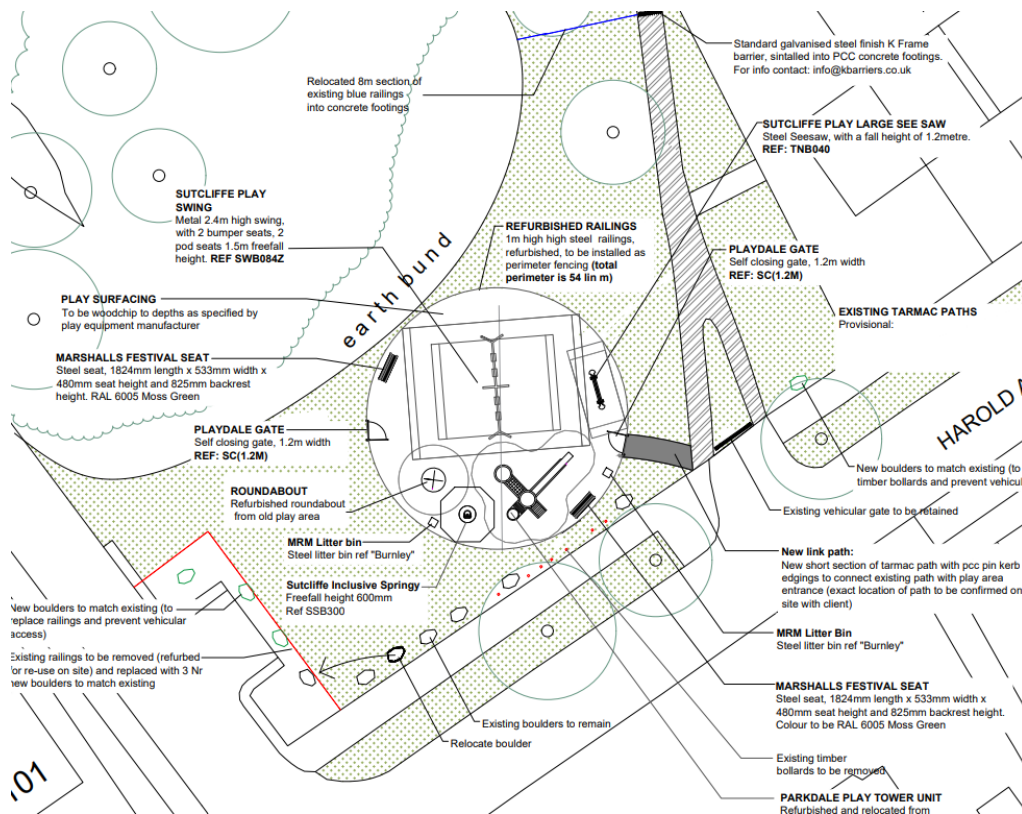 Standard galvanised steel finish K Frame
barrier, sintalled into PCC concrete footings.
For info contact: info@kbarriers.co.uk
Relocated 8m section of
existing blue railings
into concrete footings
SUTCLIFFE PLAY LARGE SEE SAW
Steel Seesaw, with a fall height of 1.2metre.
REF: TNB040
SUTCLIFFE PLAY
SWING
Metal 2.4m high swing,
with 2 bumper seats, 2
pod seats 1.5m freefall
height. REF SWB084Z
REFURBISHED RAILINGS
1m high high steel railings,
refurbished, to be installed as
perimeter fencing (total
perimeter is 54 lin m)
PLAYDALE GATE
Self closing gate, 1.2m width
REF: SC(1.2M)
earth bund
PLAY SURFACING
To be woodchip to depths as specified by
play equipment manufacturer
EXISTING TARMAC PATHS
Provisional:
MARSHALLS FESTIVAL SEAT
Steel seat, 1824mm length x 533mm width x
480mm seat height and 825mm backrest
height. RAL 6005 Moss Green
PLAYDALE GATE
Self closing gate, 1.2m width
REF: SC(1.2M)
HAROLD A
New boulders to match existing (to
timber bollards and prevent vehicul
ROUNDABOUT
Refurbished roundabout
from old play area
Existing vehicular gate to be retained
MRM Litter bin
Steel litter bin ref "Burnley"
New link path:
New short section of tarmac path with pcc pin kerb
edgings to connect existing path with play area
entrance (exact location of path to be confirmed on
site with client)
Sutcliffe Inclusive Springy
Freefall height 600mm
Ref SSB300
New boulders to match existing (to
replace railings and prevent vehicular
access)
MRM Litter Bin
Steel litter bin ref "Burnley"
Existing railings to be removed (refurbed
for re-use on site) and replaced with 3 Nr
new boulders to match existing
MARSHALLS FESTIVAL SEAT
Steel seat, 1824mm length x 533mm width x
480mm seat height and 825mm backrest height.
Colour to be RAL 6005 Moss Green
Existing boulders to remain
Relocate boulder
Existing timber
bollards to be removed
101
PARKDALE PLAY TOWER UNIT
Refurbished and relocated from